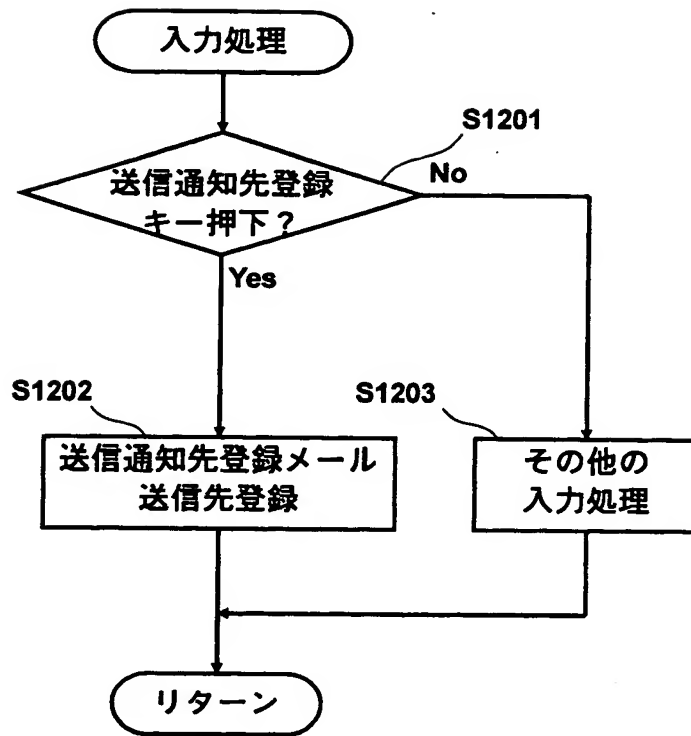 入力処理
S1201
送信通知先登録
キー押下？
No
Yes
S1202
送信通知先登録メール
送信先登録
S1203
その他の
入力処理
リターン